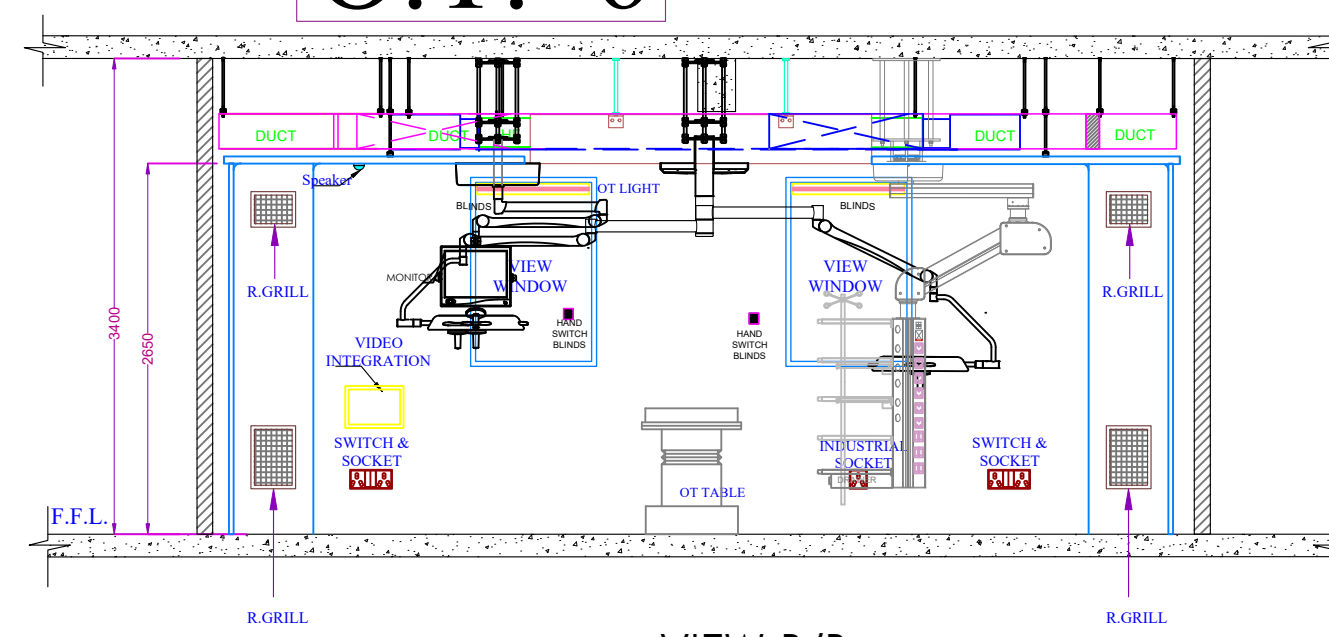 DUCT
DUCT
DUCT
DUCT
Speaker
OT LIGHT
BLINDS
BLINDS
MONITOR
VIEW
WINDOW
VIEW
WINDOW
R.GRILL
R.GRILL
3400
2650
HAND
SWITCH
BLINDS
HAND
SWITCH
BLINDS
VIDEO
INTEGRATION
SWITCH &
SOCKET
INDUSTRIAL
SOCKET
SWITCH &
SOCKET
DRAWER
OT TABLE
F.F.L.
R.GRILL
R.GRILL